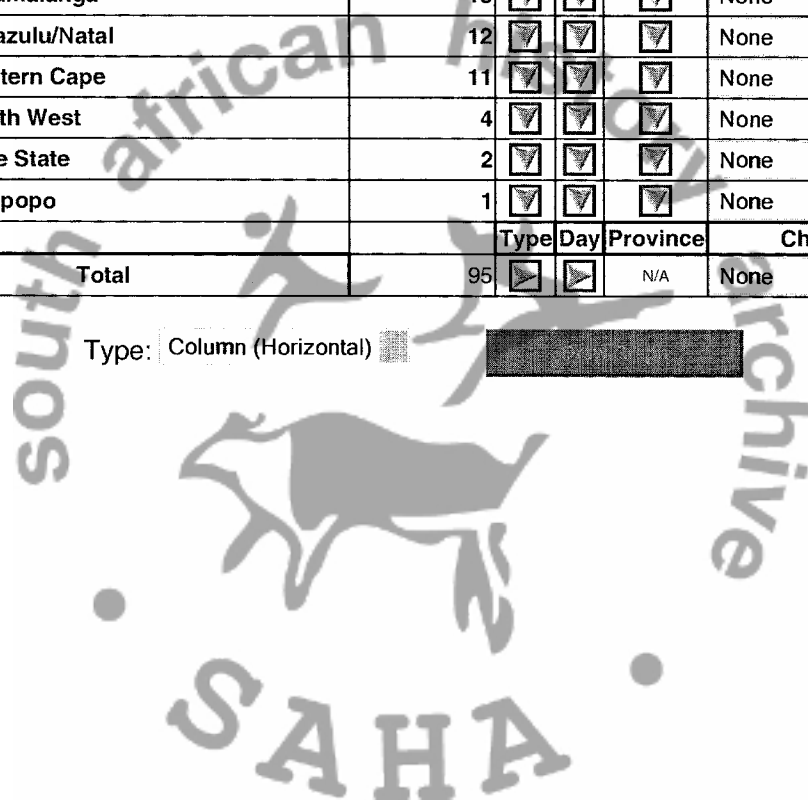 azulu/Natal 12 None
tern Cape 11 None
th West 4 None
e State 2 None
popo 1 None
Type Day Province Ch
Total 95 N/A None
Type: Column (Horizontal)
south african history archive
SAHA